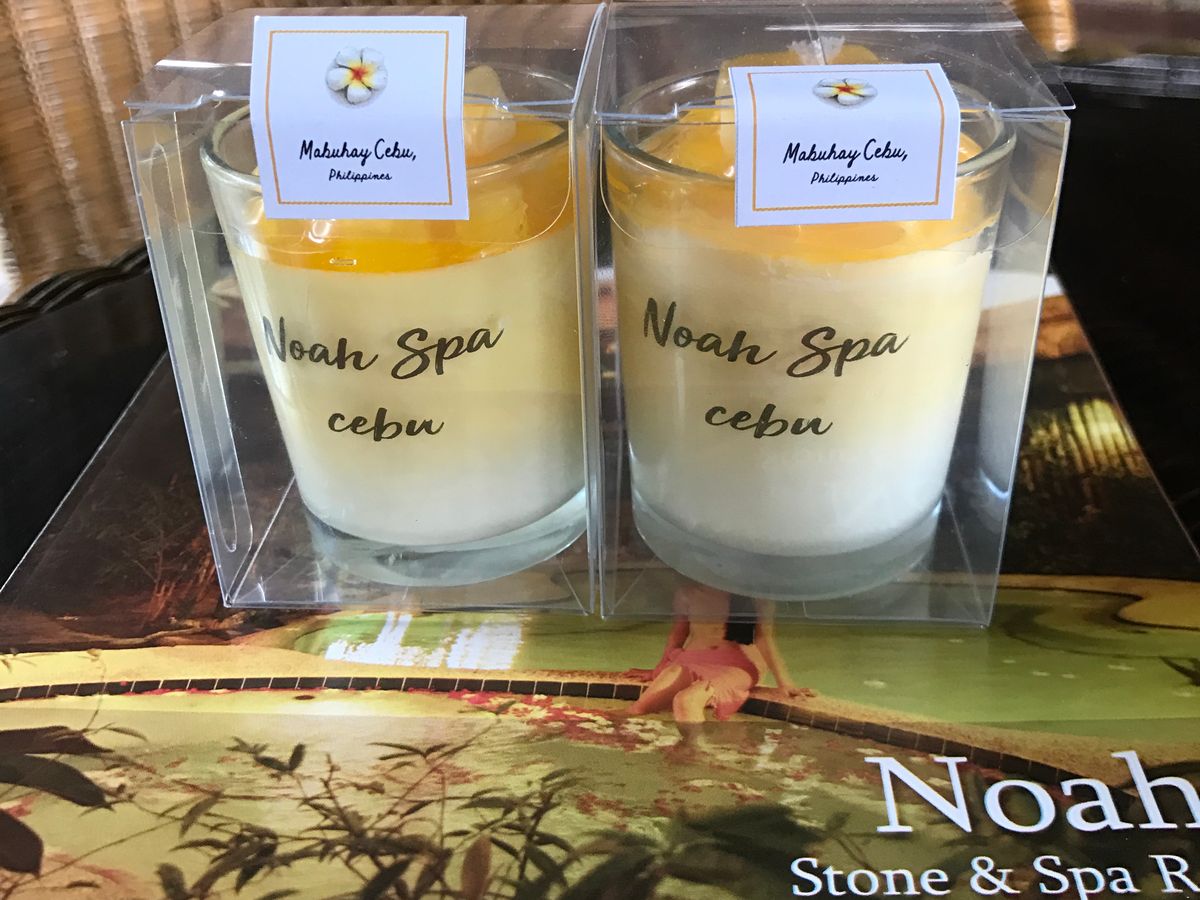 Mabuhay Cebu,
Philippines
Noah Spa
cebu
Mabuhay Cebu,
Philippines
Noah Spa
cebu
Noah
Stone & Spa R